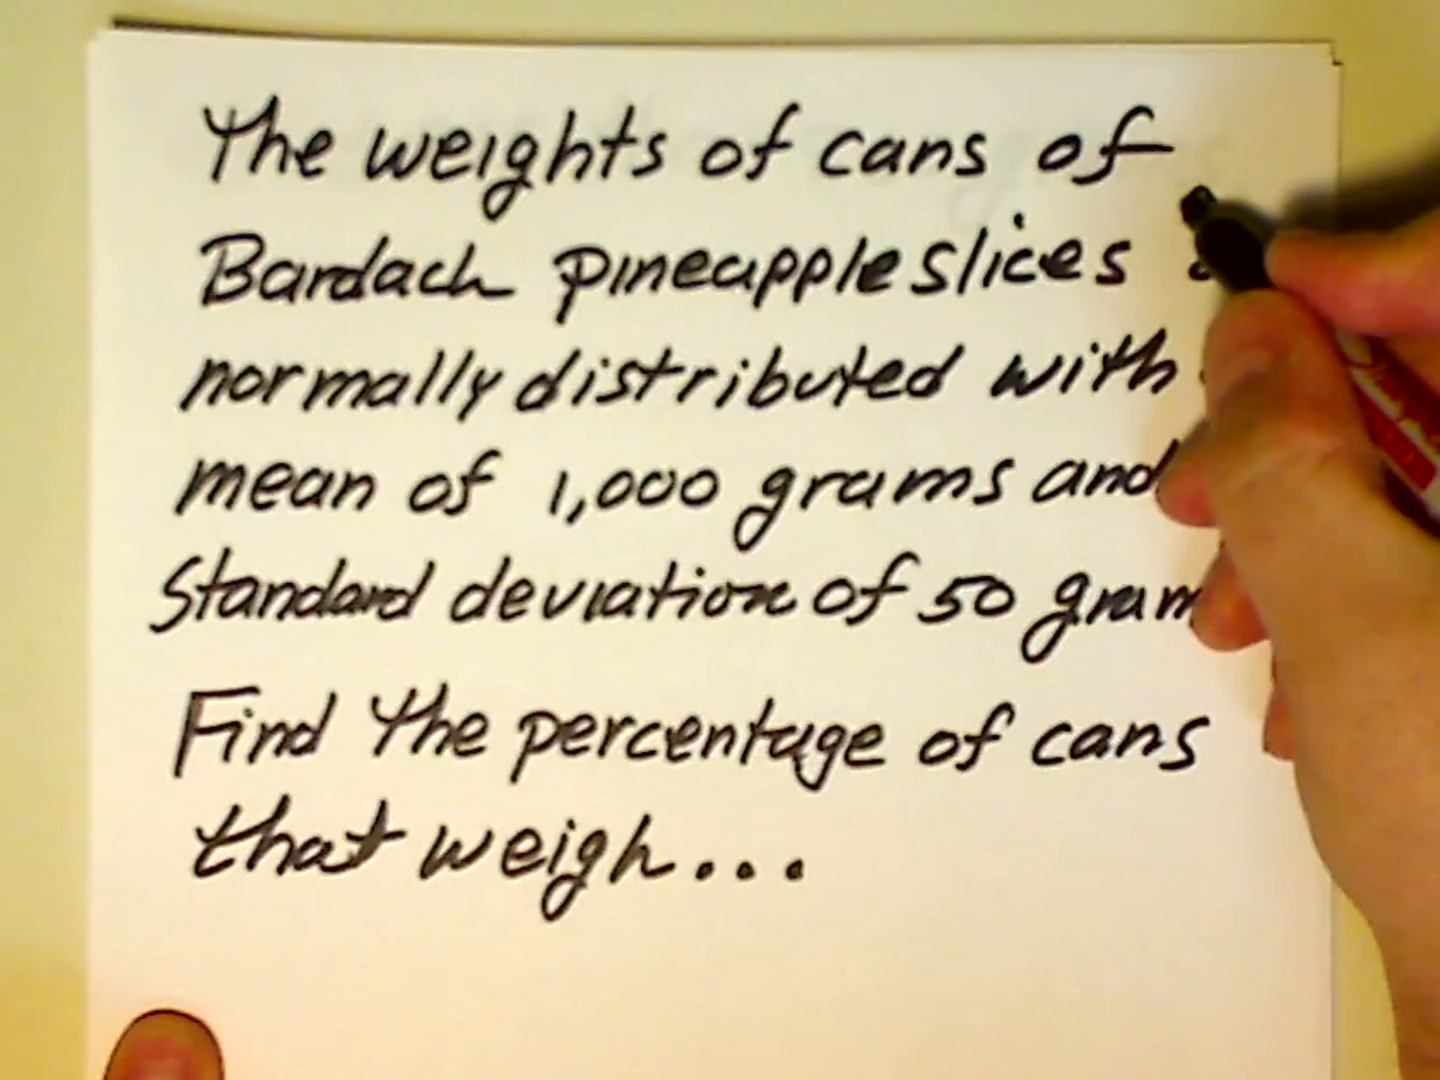 The weights of cans of
Bardach pineapple slices
normally distributed with
mean of 1,000 grams and
Standard deviation of 50 gram
Find the percentage of cans
that weigh...